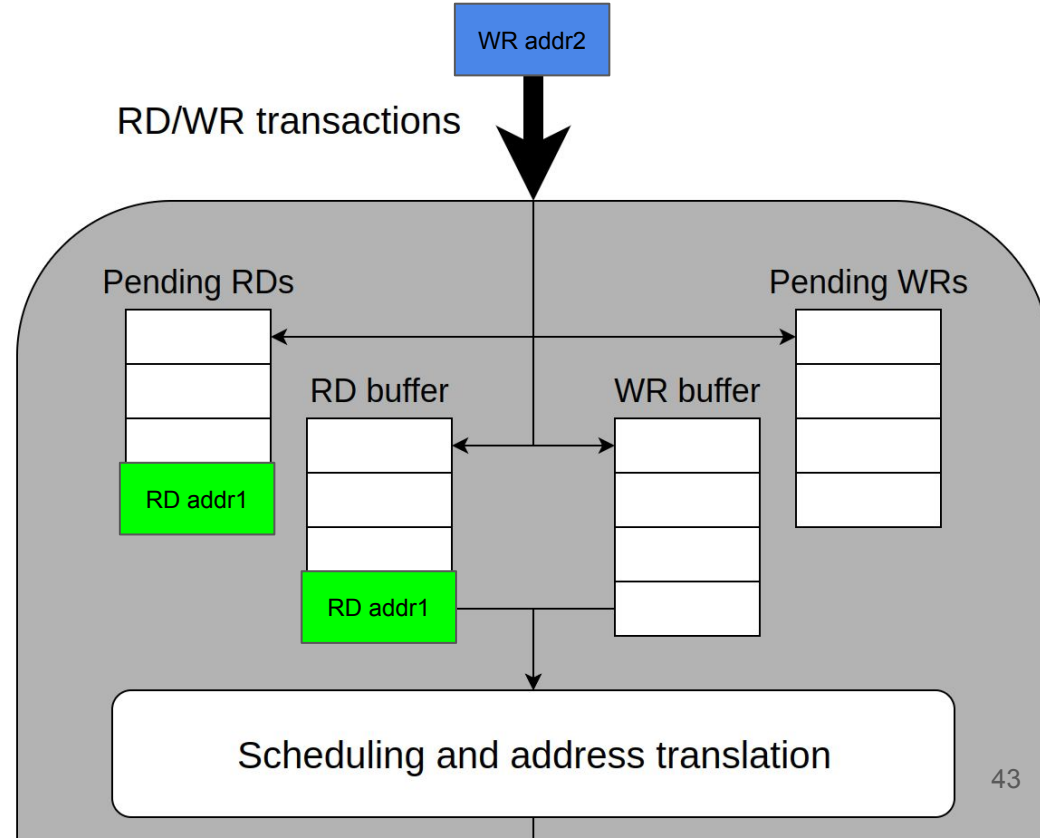 WR addr2
RD/WR transactions
Pending RDs
Pending WRs
RD buffer
WR buffer
RD addr1
RD addr1
Scheduling and address translation
43